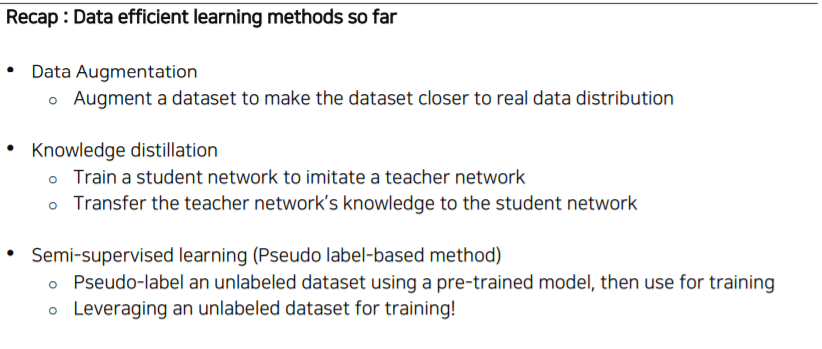 Recap : Data efficient learning methods so far
• Data Augmentation
○ Augment a dataset to make the dataset closer to real data distribution
• Knowledge distillation
○ Train a student network to imitate a teacher network
○ Transfer the teacher network's knowledge to the student network
• Semi-supervised learning (Pseudo label-based method)
○ Pseudo-label an unlabeled dataset using a pre-trained model, then use for training
○ Leveraging an unlabeled dataset for training!